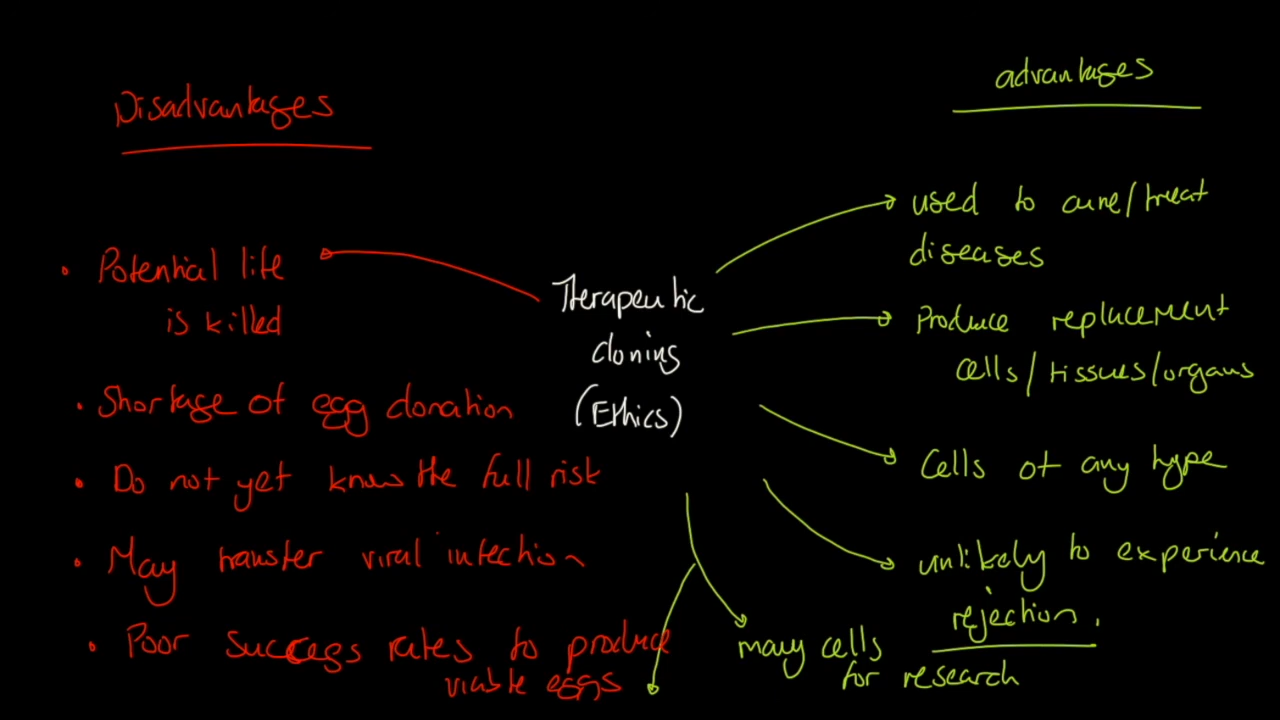 Disadvantages
• Potential life
is killed
• Shortage of egg donation
• Do not yet know the full risk
• May transfer viral infection
• Poor success rates to produce
viable eggs
Therapeutic
cloning
(Ethics)
advantages
used to cure/treat
diseases
Produce replacement
cells/tissues/organs
Cells of any type
unlikely to experience
rejection.
many cells
for research